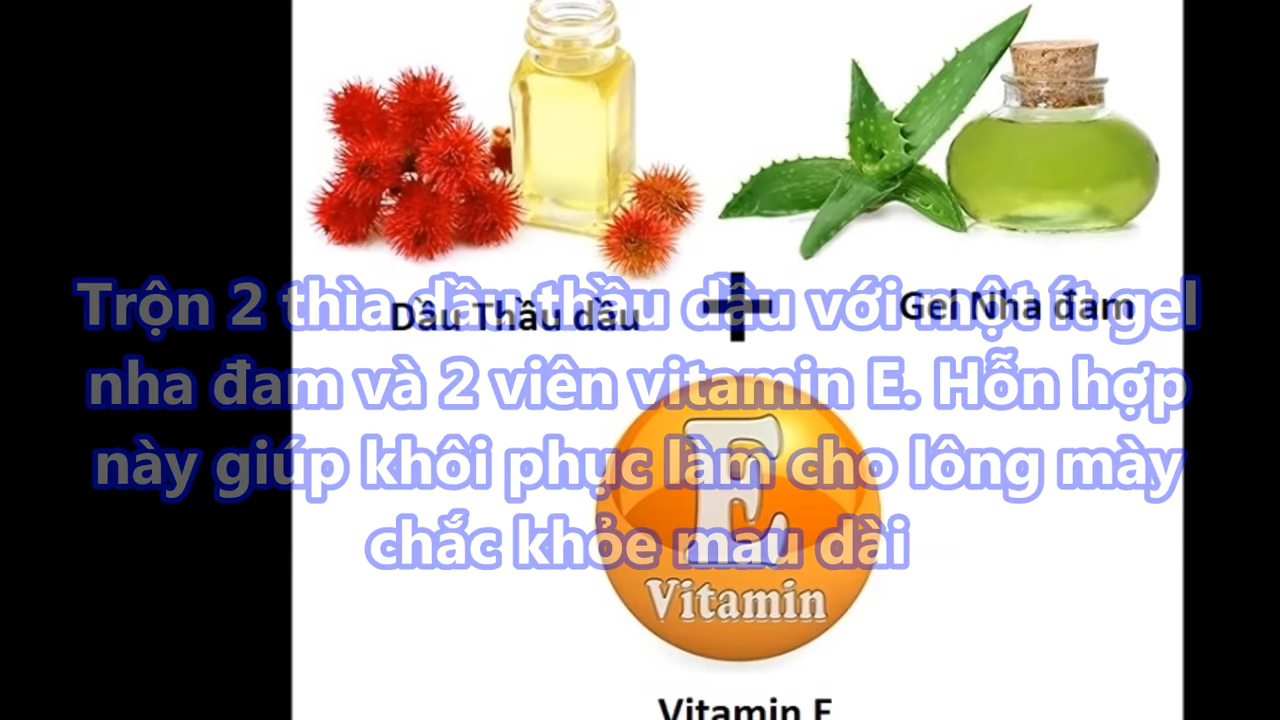 Dầu Thầu dầu
Gel Nha đam
Trộn 2 thìa dầu thầu dầu với một ít gel
nha đam và 2 viên vitamin E. Hỗn hợp
này giúp khôi phục làm cho lông mày
chắc khỏe mau dài
E
Vitamin
Vitamin E